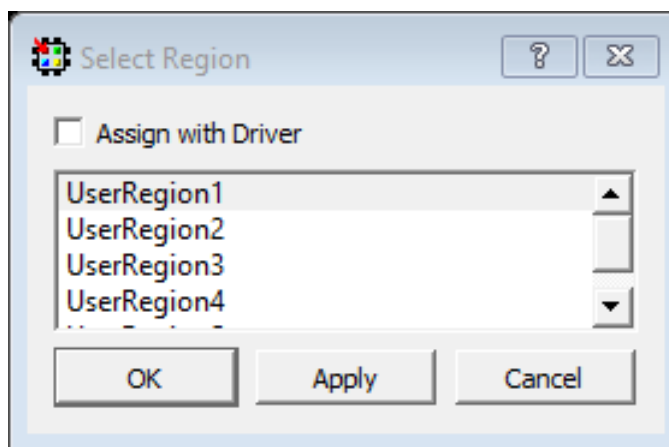 Select Region
Assign with Driver
UserRegion1
UserRegion2
UserRegion3
UserRegion4
OK Apply Cancel